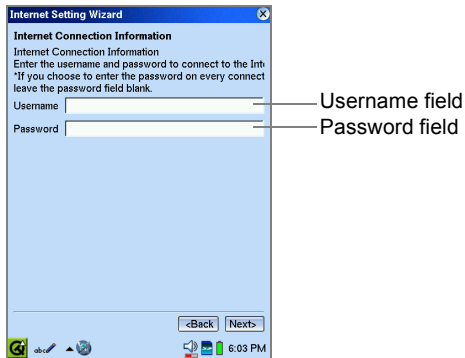 Internet Setting Wizard
Internet Connection Information
Internet Connection Information
Enter the username and password to connect to the Inte
*If you choose to enter the password on every connect
leave the password field blank.
Username
Username field
Password
Password field
<Back Next>
abc
6:03 PM